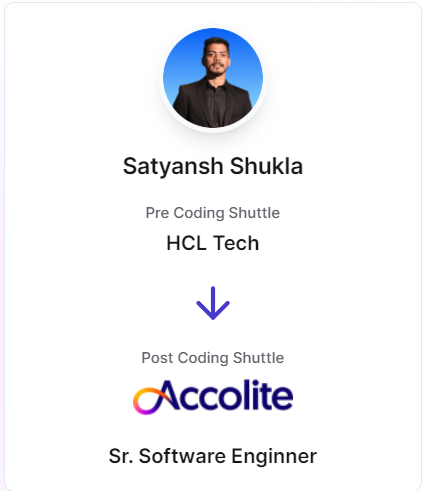 Satyansh Shukla
Pre Coding Shuttle
HCL Tech
Post Coding Shuttle
Accolite
Sr. Software Enginner